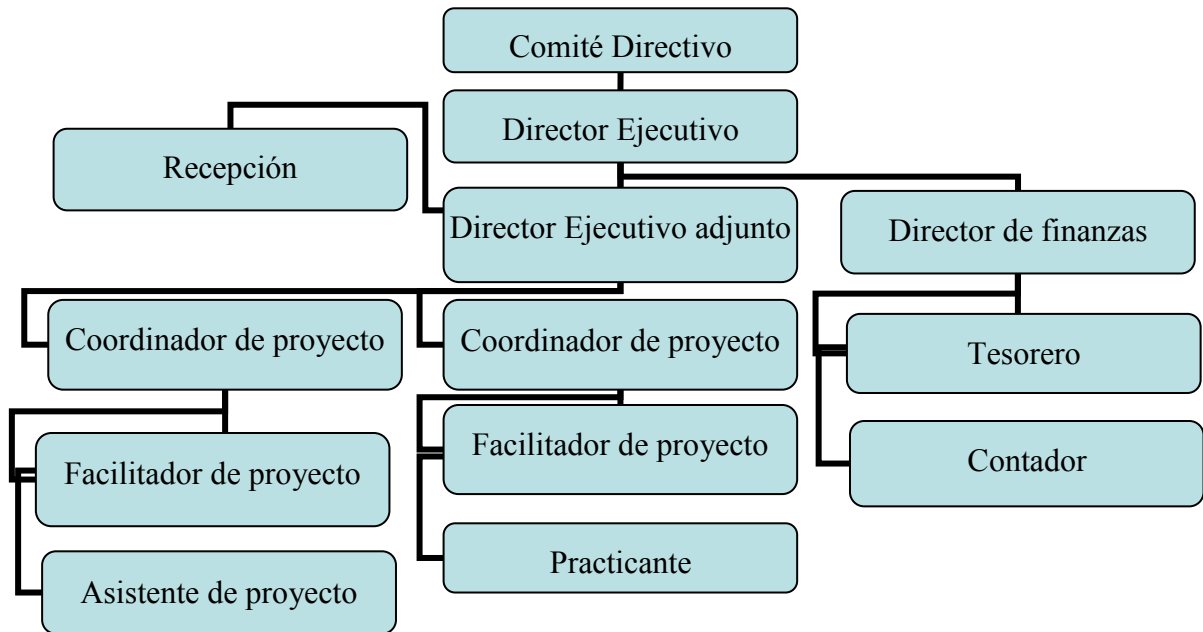 Comité Directivo
Director Ejecutivo
Recepción
Director Ejecutivo adjunto
Director de finanzas
Coordinador de proyecto
Coordinador de proyecto
Tesorero
Facilitador de proyecto
Facilitador de proyecto
Contador
Asistente de proyecto
Practicante